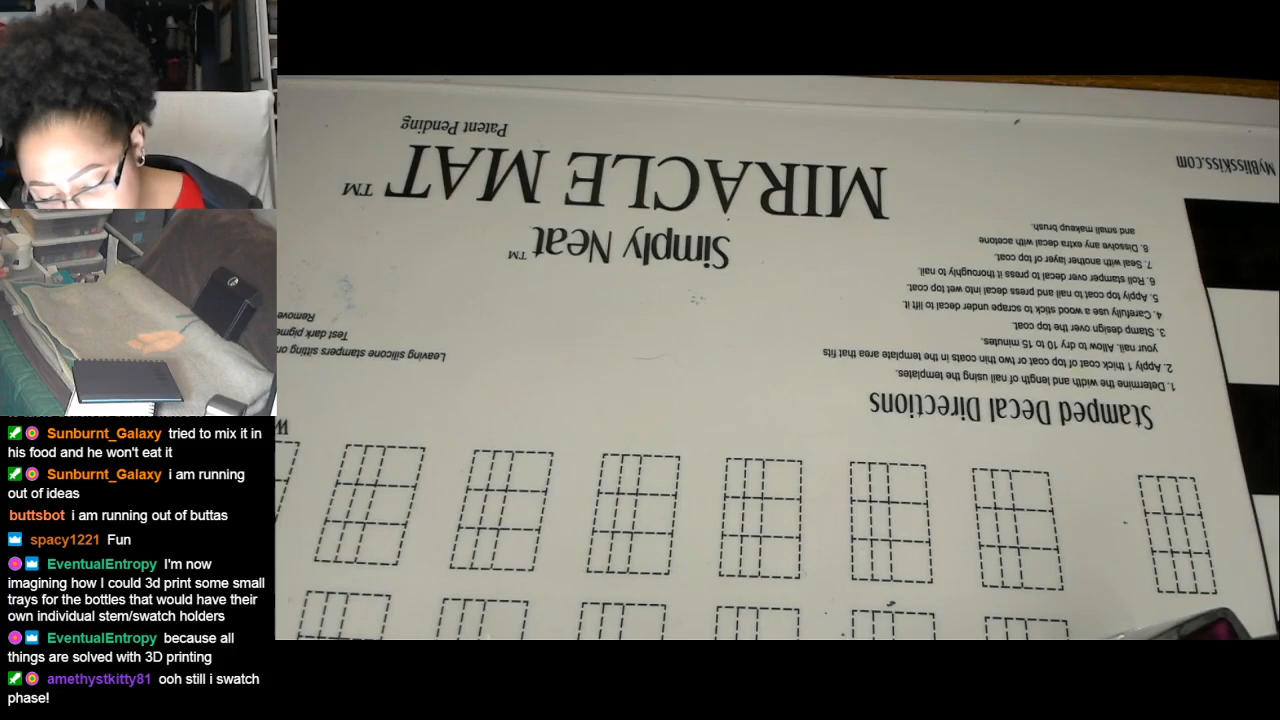 Patent Pending
MIRACLE MAT™
Simply Neat™
MyBlisskiss.com
Stamped Decal Directions
1. Determine the width and length of nail using the templates.
2. Apply 1 thick coat of top coat or two thin coats in the template area that fits
your nail. Allow to dry 10 to 15 minutes.
3. Stamp design over the top coat.
4. Carefully use a wood stick to scrape under decal to lift it
5. Apply top coat to nail and press decal into wet top coat.
6. Roll stamper over decal to press it thoroughly to nail.
7. Seal with another layer of top coat.
8. Dissolve any extra decal with acetone
and small makeup brush.
W
Leaving silicone stampers sitting on
Test dark pigme
Remove
Sunburnt_Galaxy tried to mix it in
his food and he won't eat it
Sunburnt_Galaxy i am running
out of ideas
buttsbot i am running out of buttas
spacy1221 Fun
EventualEntropy I'm now
imagining how I could 3d print some small
trays for the bottles that would have their
own individual stem/swatch holders
EventualEntropy because all
things are solved with 3D printing
amethystkitty81 ooh still i swatch
phase!